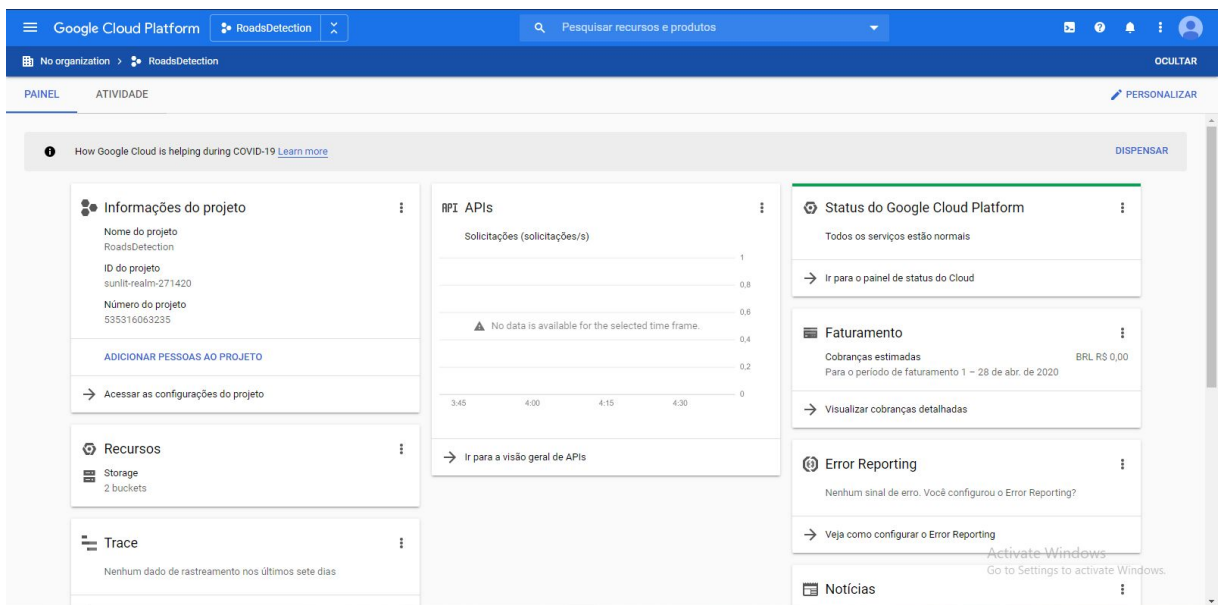 Google Cloud Platform
RoadsDetection
Pesquisar recursos e produtos
No organization > RoadsDetection
OCULTAR
PAINEL
ATIVIDADE
PERSONALIZAR
How Google Cloud is helping during COVID-19 Learn more
DISPENSAR
Informações do projeto
Nome do projeto
RoadsDetection
ID do projeto
sunlit-realm-271420
Número do projeto
535316063235
ADICIONAR PESSOAS AO PROJETO
Acessar as configurações do projeto
Recursos
Storage
2 buckets
Trace
Nenhum dado de rastreamento nos últimos sete dias
API APIs
Solicitações (solicitações/s)
1
0,8
0,6
No data is available for the selected time frame.
0,4
0,2
0
3:45 4:00 4:15 4:30
Ir para a visão geral de APIs
Status do Google Cloud Platform
Todos os serviços estão normais
Ir para o painel de status do Cloud
Faturamento
Cobranças estimadas BRL R$ 0,00
Para o período de faturamento 1 – 28 de abr. de 2020
Visualizar cobranças detalhadas
Error Reporting
Nenhum sinal de erro. Você configurou o Error Reporting?
Veja como configurar o Error Reporting
Notícias
Activate Windows
Go to Settings to activate Windows.